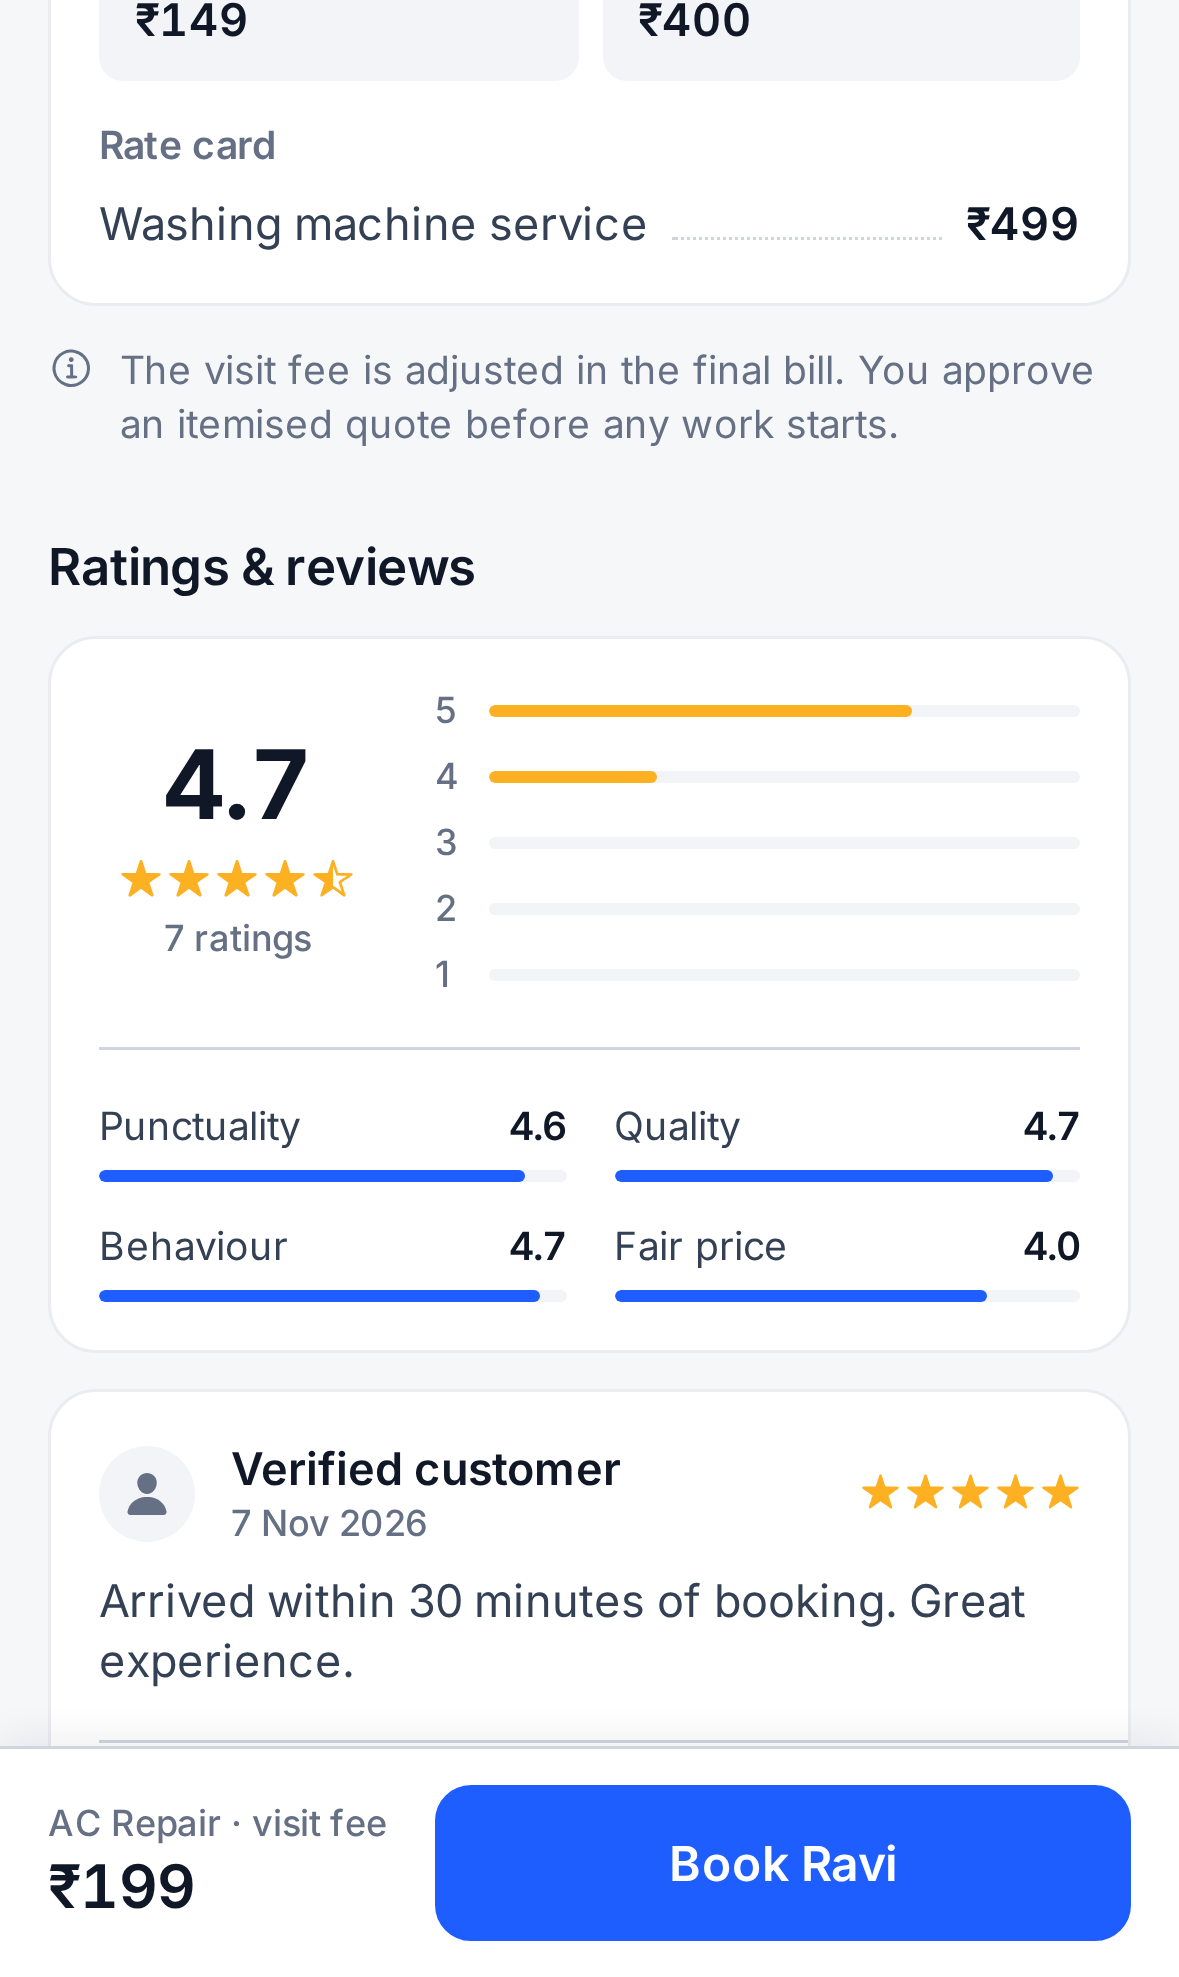 ₹149 ₹400
Rate card
Washing machine service ₹499
The visit fee is adjusted in the final bill. You approve
an itemised quote before any work starts.
Ratings & reviews
4.7
7 ratings
5
4
3
2
1
Punctuality 4.6
Quality 4.7
Behaviour 4.7
Fair price 4.0
Verified customer
7 Nov 2026
Arrived within 30 minutes of booking. Great
experience.
AC Repair · visit fee
₹199
Book Ravi